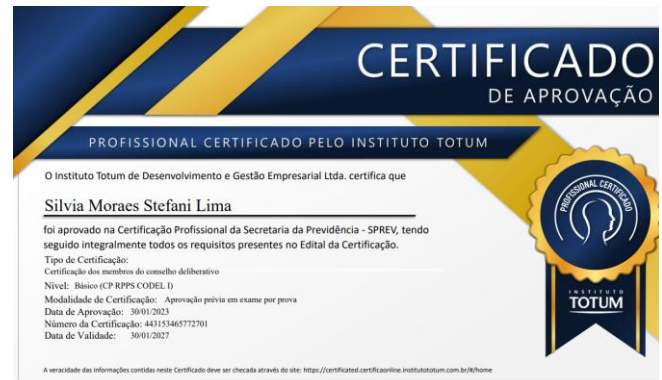 CERTIFICADO
DE APROVAÇÃO
PROFISSIONAL CERTIFICADO PELO INSTITUTO TOTUM
O Instituto Totum de Desenvolvimento e Gestão Empresarial Ltda. certifica que
Silvia Moraes Stefani Lima
foi aprovado na Certificação Profissional da Secretaria da Previdência - SPREV, tendo
seguido integralmente todos os requisitos presentes no Edital da Certificação.
Tipo de Certificação:
Certificação dos membros do conselho deliberativo
Nível: Básico (CP RPPS CODEL I)
Modalidade de Certificação: Aprovação prévia em exame por prova
Data de Aprovação: 30/01/2023
Número da Certificação: 443153465772701
Data de Validade: 30/01/2027
PROFISSIONAL CERTIFICADO
INSTITUTO
TOTUM
A veracidade das informações contidas neste Certificado deve ser checada através do site: https://certificated.certificaonline.institutototum.com.br/#/home